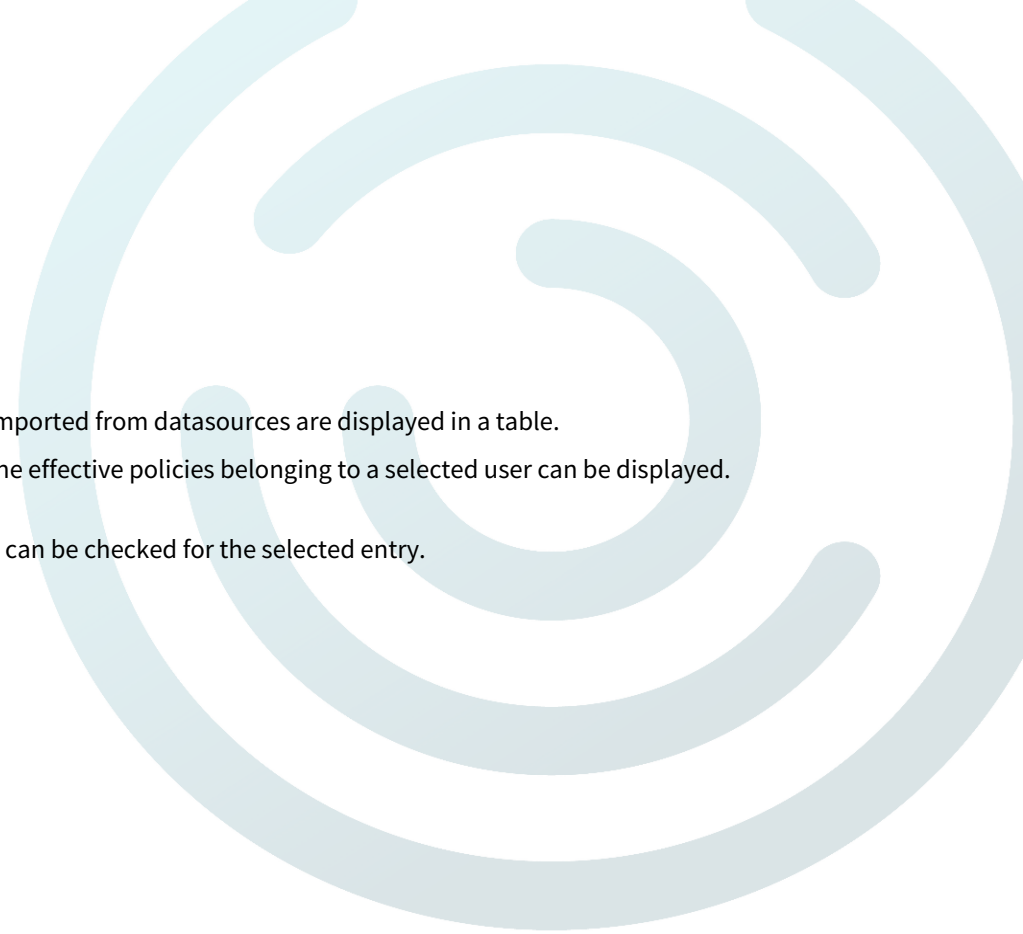 mported from datasources are displayed in a table.
ne effective policies belonging to a selected user can be displayed.
can be checked for the selected entry.